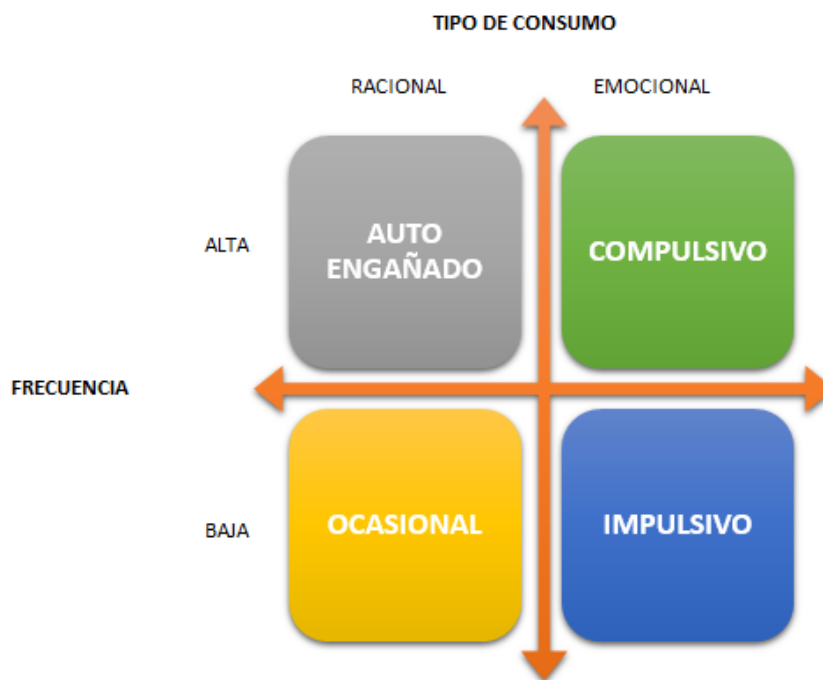 TIPO DE CONSUMO
RACIONAL
EMOCIONAL
ALTA
AUTO
ENGAÑADO
COMPULSIVO
FRECUENCIA
BAJA
OCASIONAL
IMPULSIVO